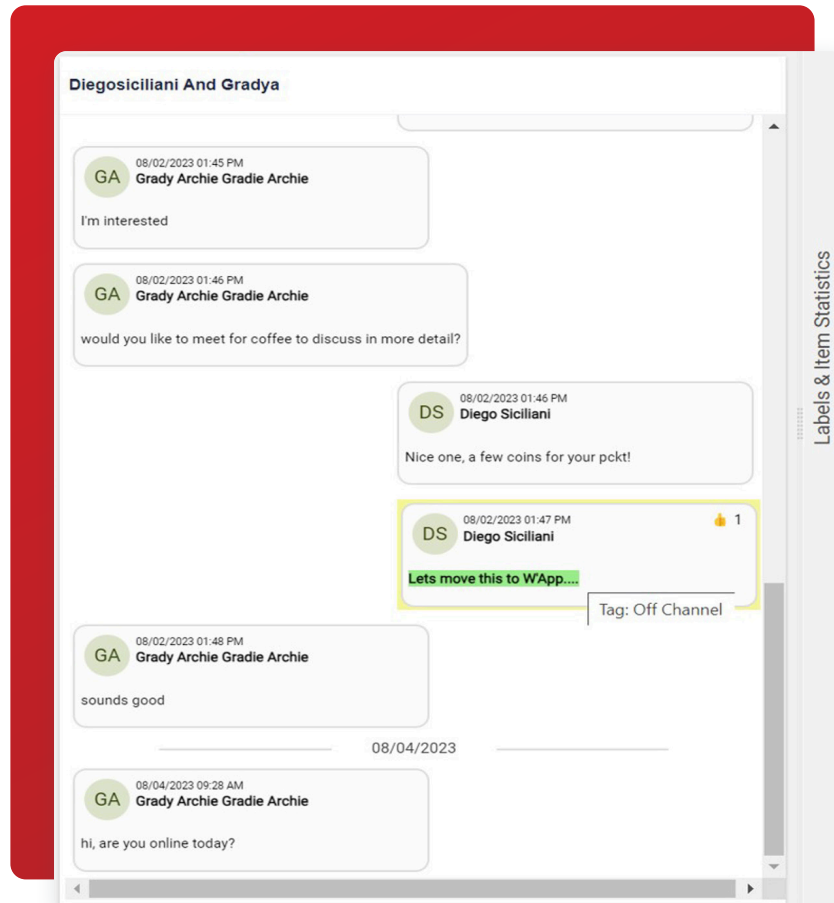 Diegosiciliani And Gradya
GA
08/02/2023 01:45 PM
Grady Archie Gradie Archie
I'm interested
GA
08/02/2023 01:46 PM
Grady Archie Gradie Archie
would you like to meet for coffee to discuss in more detail?
DS
08/02/2023 01:46 PM
Diego Siciliani
Nice one, a few coins for your pckt!
DS
08/02/2023 01:47 PM
👍 1
Diego Siciliani
Lets move this to W'App....
Tag: Off Channel
GA
08/02/2023 01:48 PM
Grady Archie Gradie Archie
sounds good
08/04/2023
GA
08/04/2023 09:28 AM
Grady Archie Gradie Archie
hi, are you online today?
Labels & Item Statistics